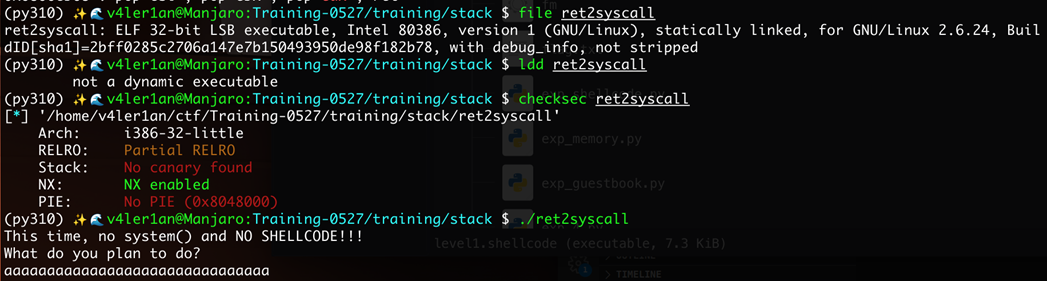 (py310) ✨🌊v4ler1an@Manjaro:Training-0527/training/stack $ file ret2syscall
ret2syscall: ELF 32-bit LSB executable, Intel 80386, version 1 (GNU/Linux), statically linked, for GNU/Linux 2.6.24, Buil
dID[sha1]=2bff0285c2706a147e7b150493950de98f182b78, with debug_info, not stripped
(py310) ✨🌊v4ler1an@Manjaro:Training-0527/training/stack $ ldd ret2syscall
not a dynamic executable
(py310) ✨🌊v4ler1an@Manjaro:Training-0527/training/stack $ checksec ret2syscall
[*] '/home/v4ler1an/ctf/Training-0527/training/stack/ret2syscall'
Arch: i386-32-little
RELRO: Partial RELRO
exp_memory.py
Stack: No canary found
NX: NX enabled
exp_guestbook.py
PIE: No PIE (0x8048000)
(py310) ✨🌊v4ler1an@Manjaro:Training-0527/training/stack $ ./ret2syscall
This time, no system() and NO SHELLCODE!!!
level1.shellcode (executable, 7.3 KiB)
What do you plan to do?
aaaaaaaaaaaaaaaaaaaaaaaaaaaaaaa
TIMELINE